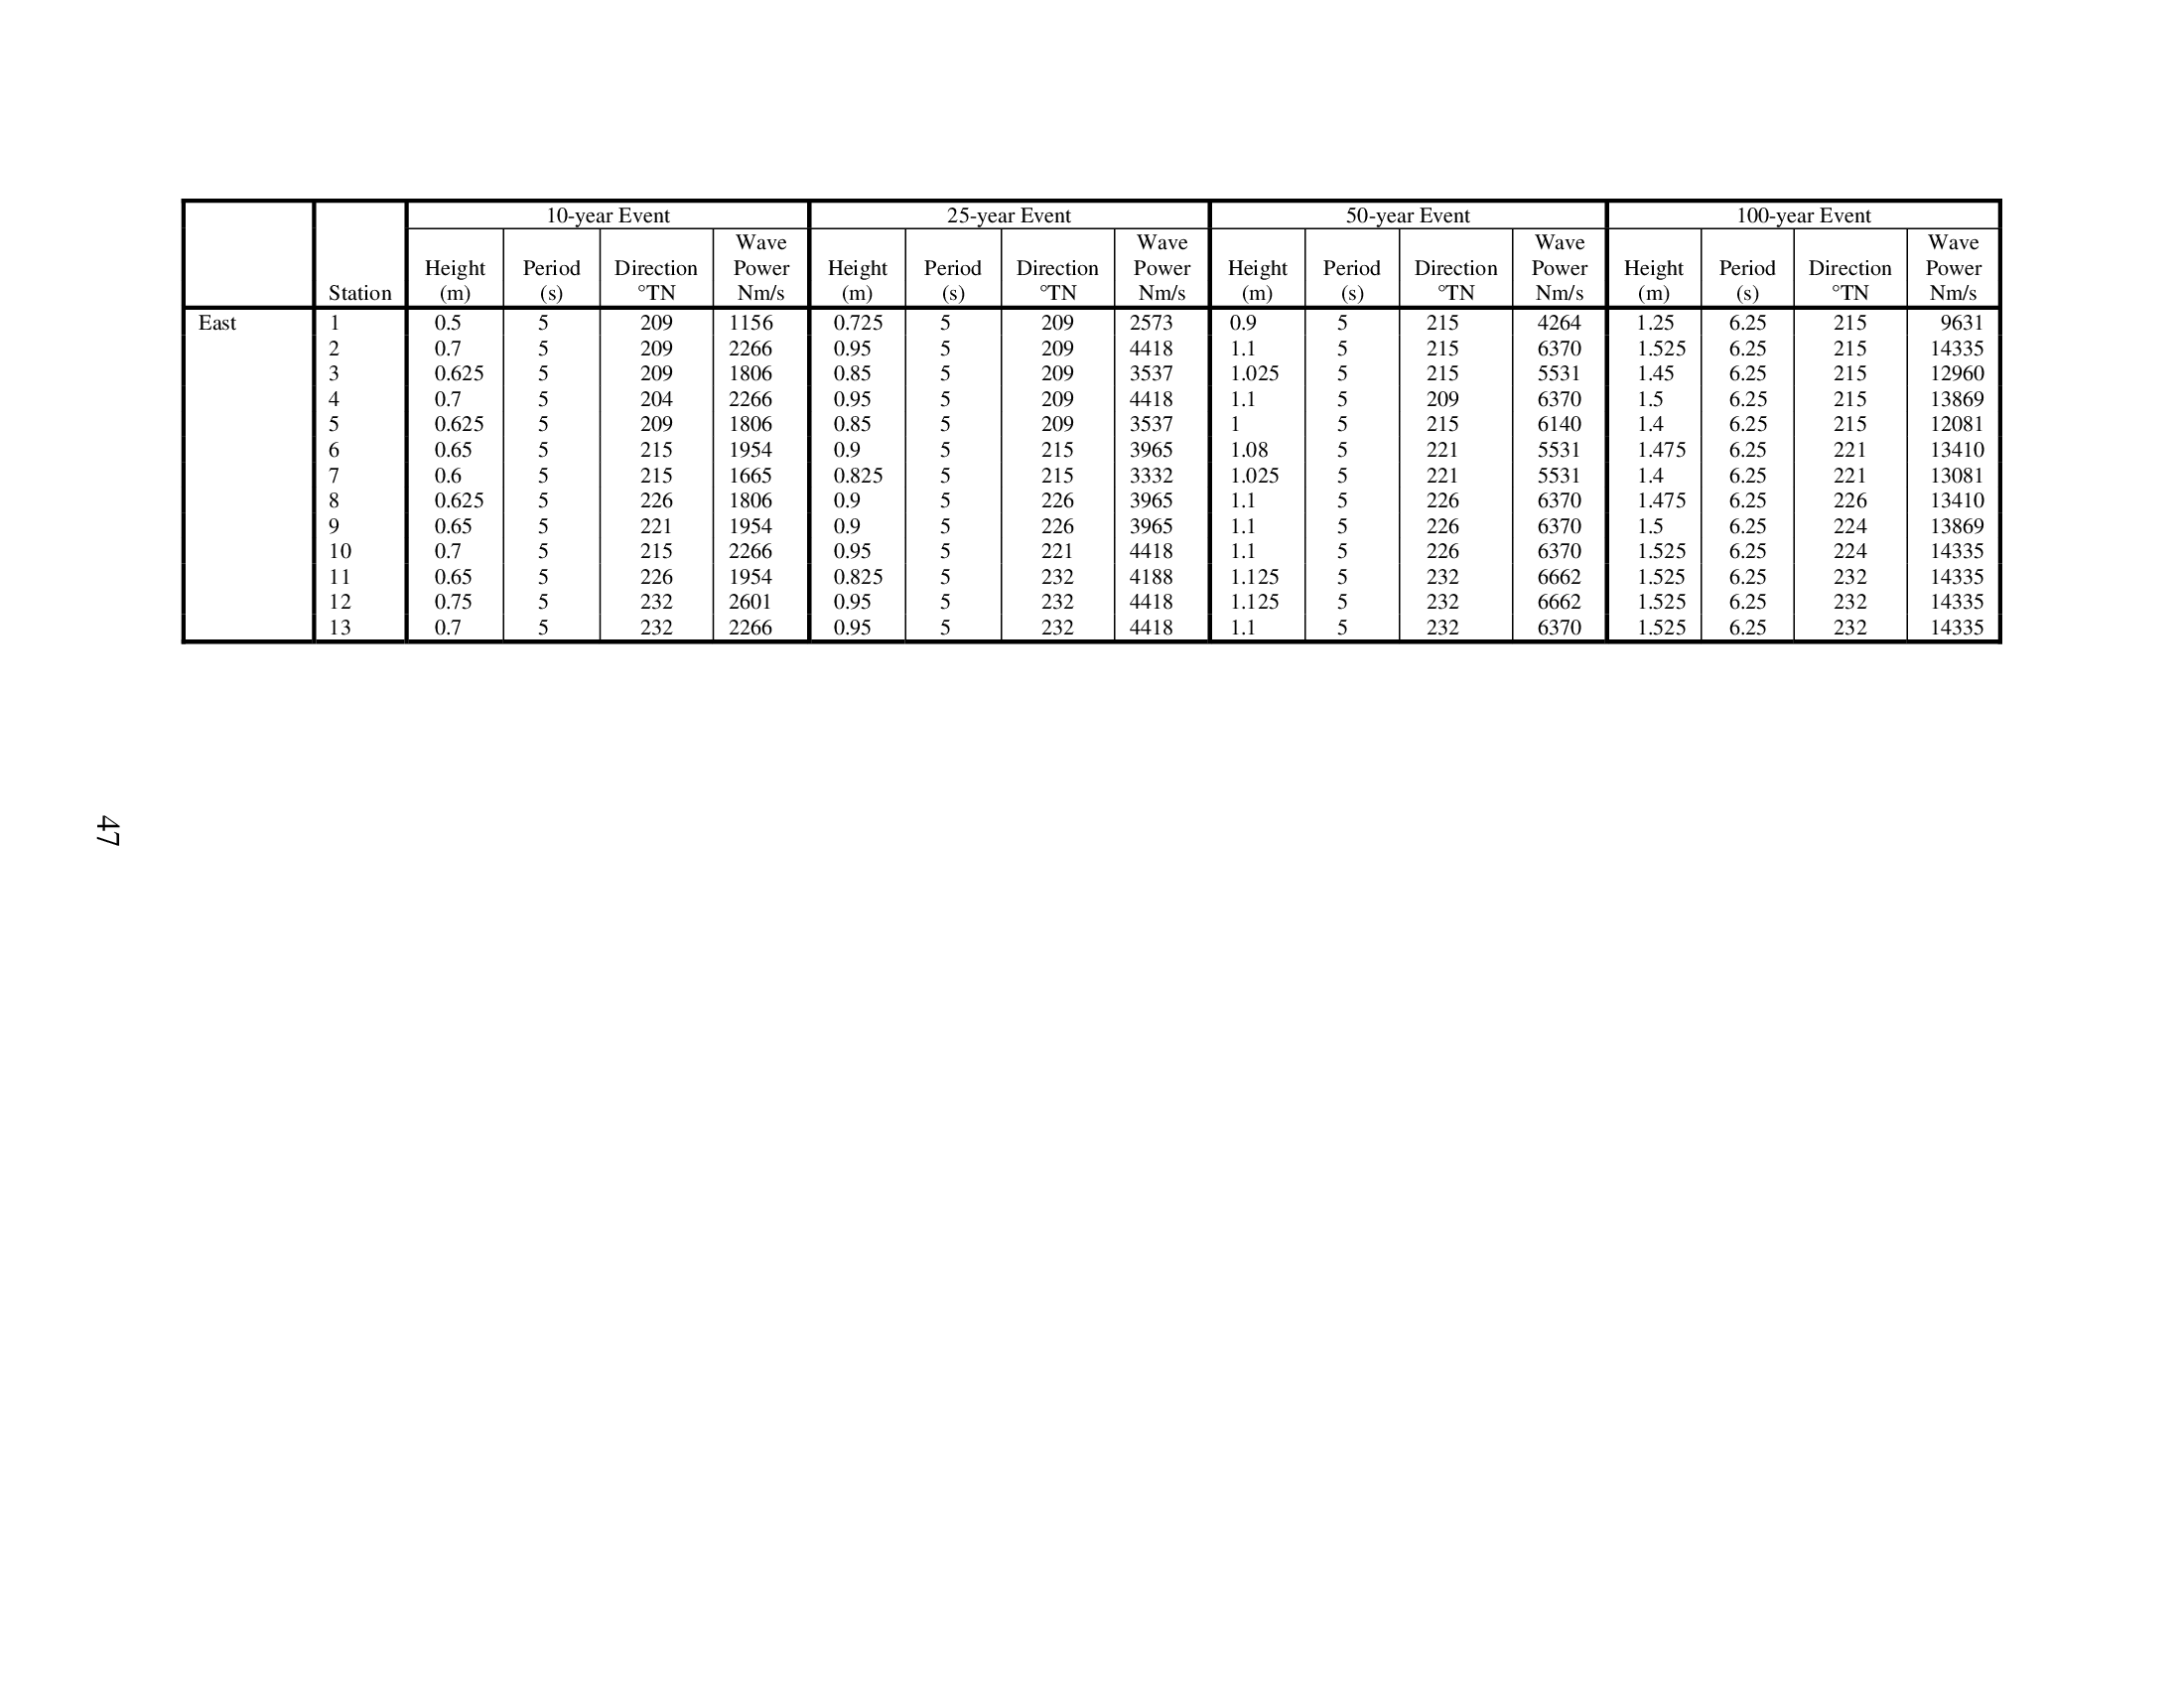 10-year Event 25-year Event 50-year Event 100-year Event
Wave Wave Wave Wave
Height Period Direction Power Height Period Direction Power Height Period Direction Power Height Period Direction Power
Station (m) (s) °TN Nm/s (m) (s) °TN Nm/s (m) (s) °TN Nm/s (m) (s) °TN Nm/s
East 1 0.5 5 209 1156 0.725 5 209 2573 0.9 5 215 4264 1.25 6.25 215 9631
2 0.7 5 209 2266 0.95 5 209 4418 1.1 5 215 6370 1.525 6.25 215 14335
3 0.625 5 209 1806 0.85 5 209 3537 1.025 5 215 5531 1.45 6.25 215 12960
4 0.7 5 204 2266 0.95 5 209 4418 1.1 5 209 6370 1.5 6.25 215 13869
5 0.625 5 209 1806 0.85 5 209 3537 1 5 215 6140 1.4 6.25 215 12081
6 0.65 5 215 1954 0.9 5 215 3965 1.08 5 221 5531 1.475 6.25 221 13410
7 0.6 5 215 1665 0.825 5 215 3332 1.025 5 221 5531 1.4 6.25 221 13081
8 0.625 5 226 1806 0.9 5 226 3965 1.1 5 226 6370 1.475 6.25 226 13410
9 0.65 5 221 1954 0.9 5 226 3965 1.1 5 226 6370 1.5 6.25 224 13869
10 0.7 5 215 2266 0.95 5 221 4418 1.1 5 226 6370 1.525 6.25 224 14335
11 0.65 5 226 1954 0.825 5 232 4188 1.125 5 232 6662 1.525 6.25 232 14335
12 0.75 5 232 2601 0.95 5 232 4418 1.125 5 232 6662 1.525 6.25 232 14335
13 0.7 5 232 2266 0.95 5 232 4418 1.1 5 232 6370 1.525 6.25 232 14335
47